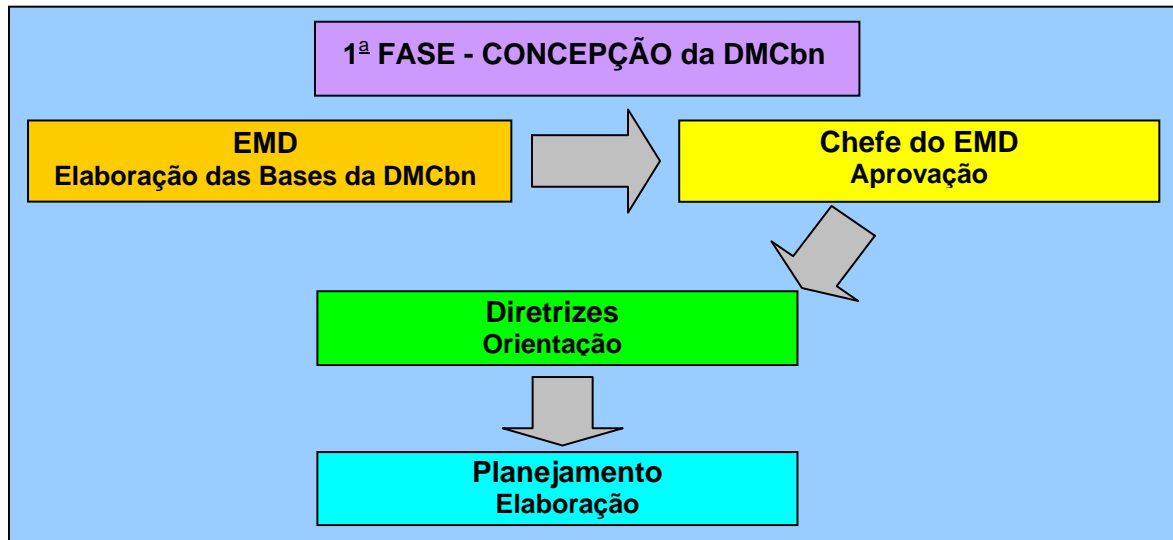 1ª FASE - CONCEPÇÃO da DMCbn
EMD
Elaboração das Bases da DMCbn
Chefe do EMD
Aprovação
Diretrizes
Orientação
Planejamento
Elaboração